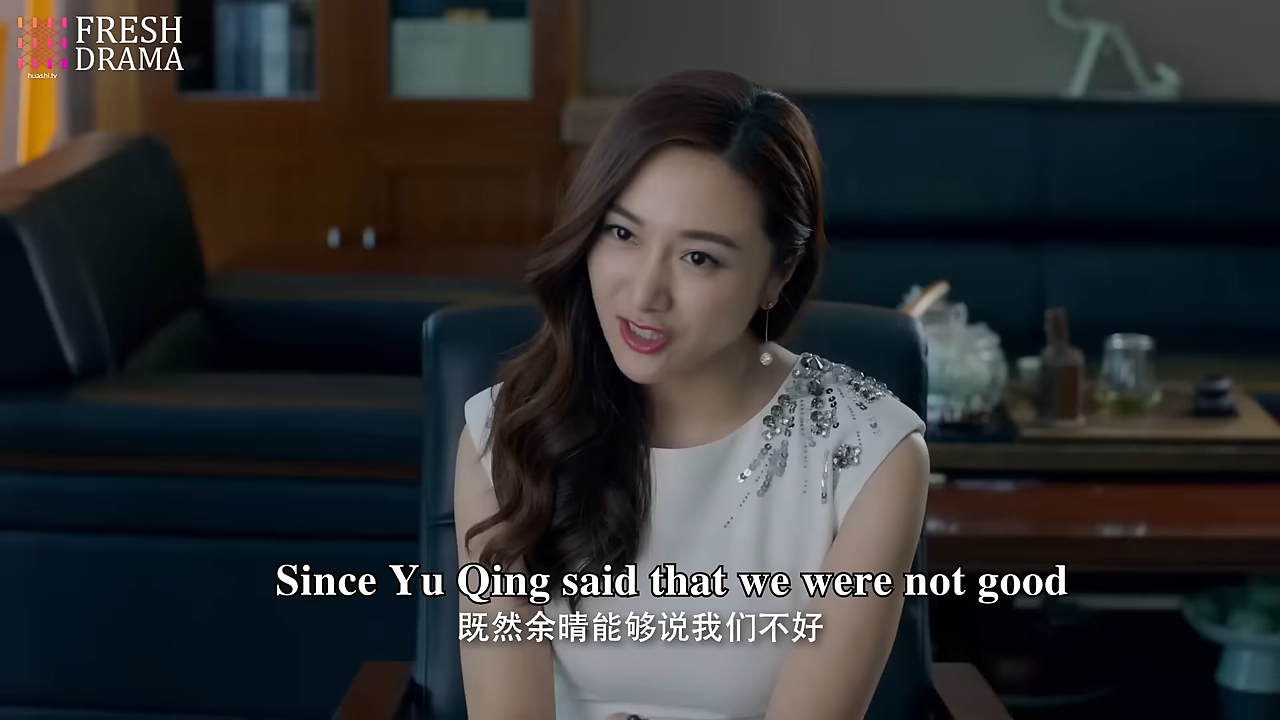 FRESH
DRAMA
huashi.tv
Since Yu Qing said that we were not good
既然余晴能够说我们不好